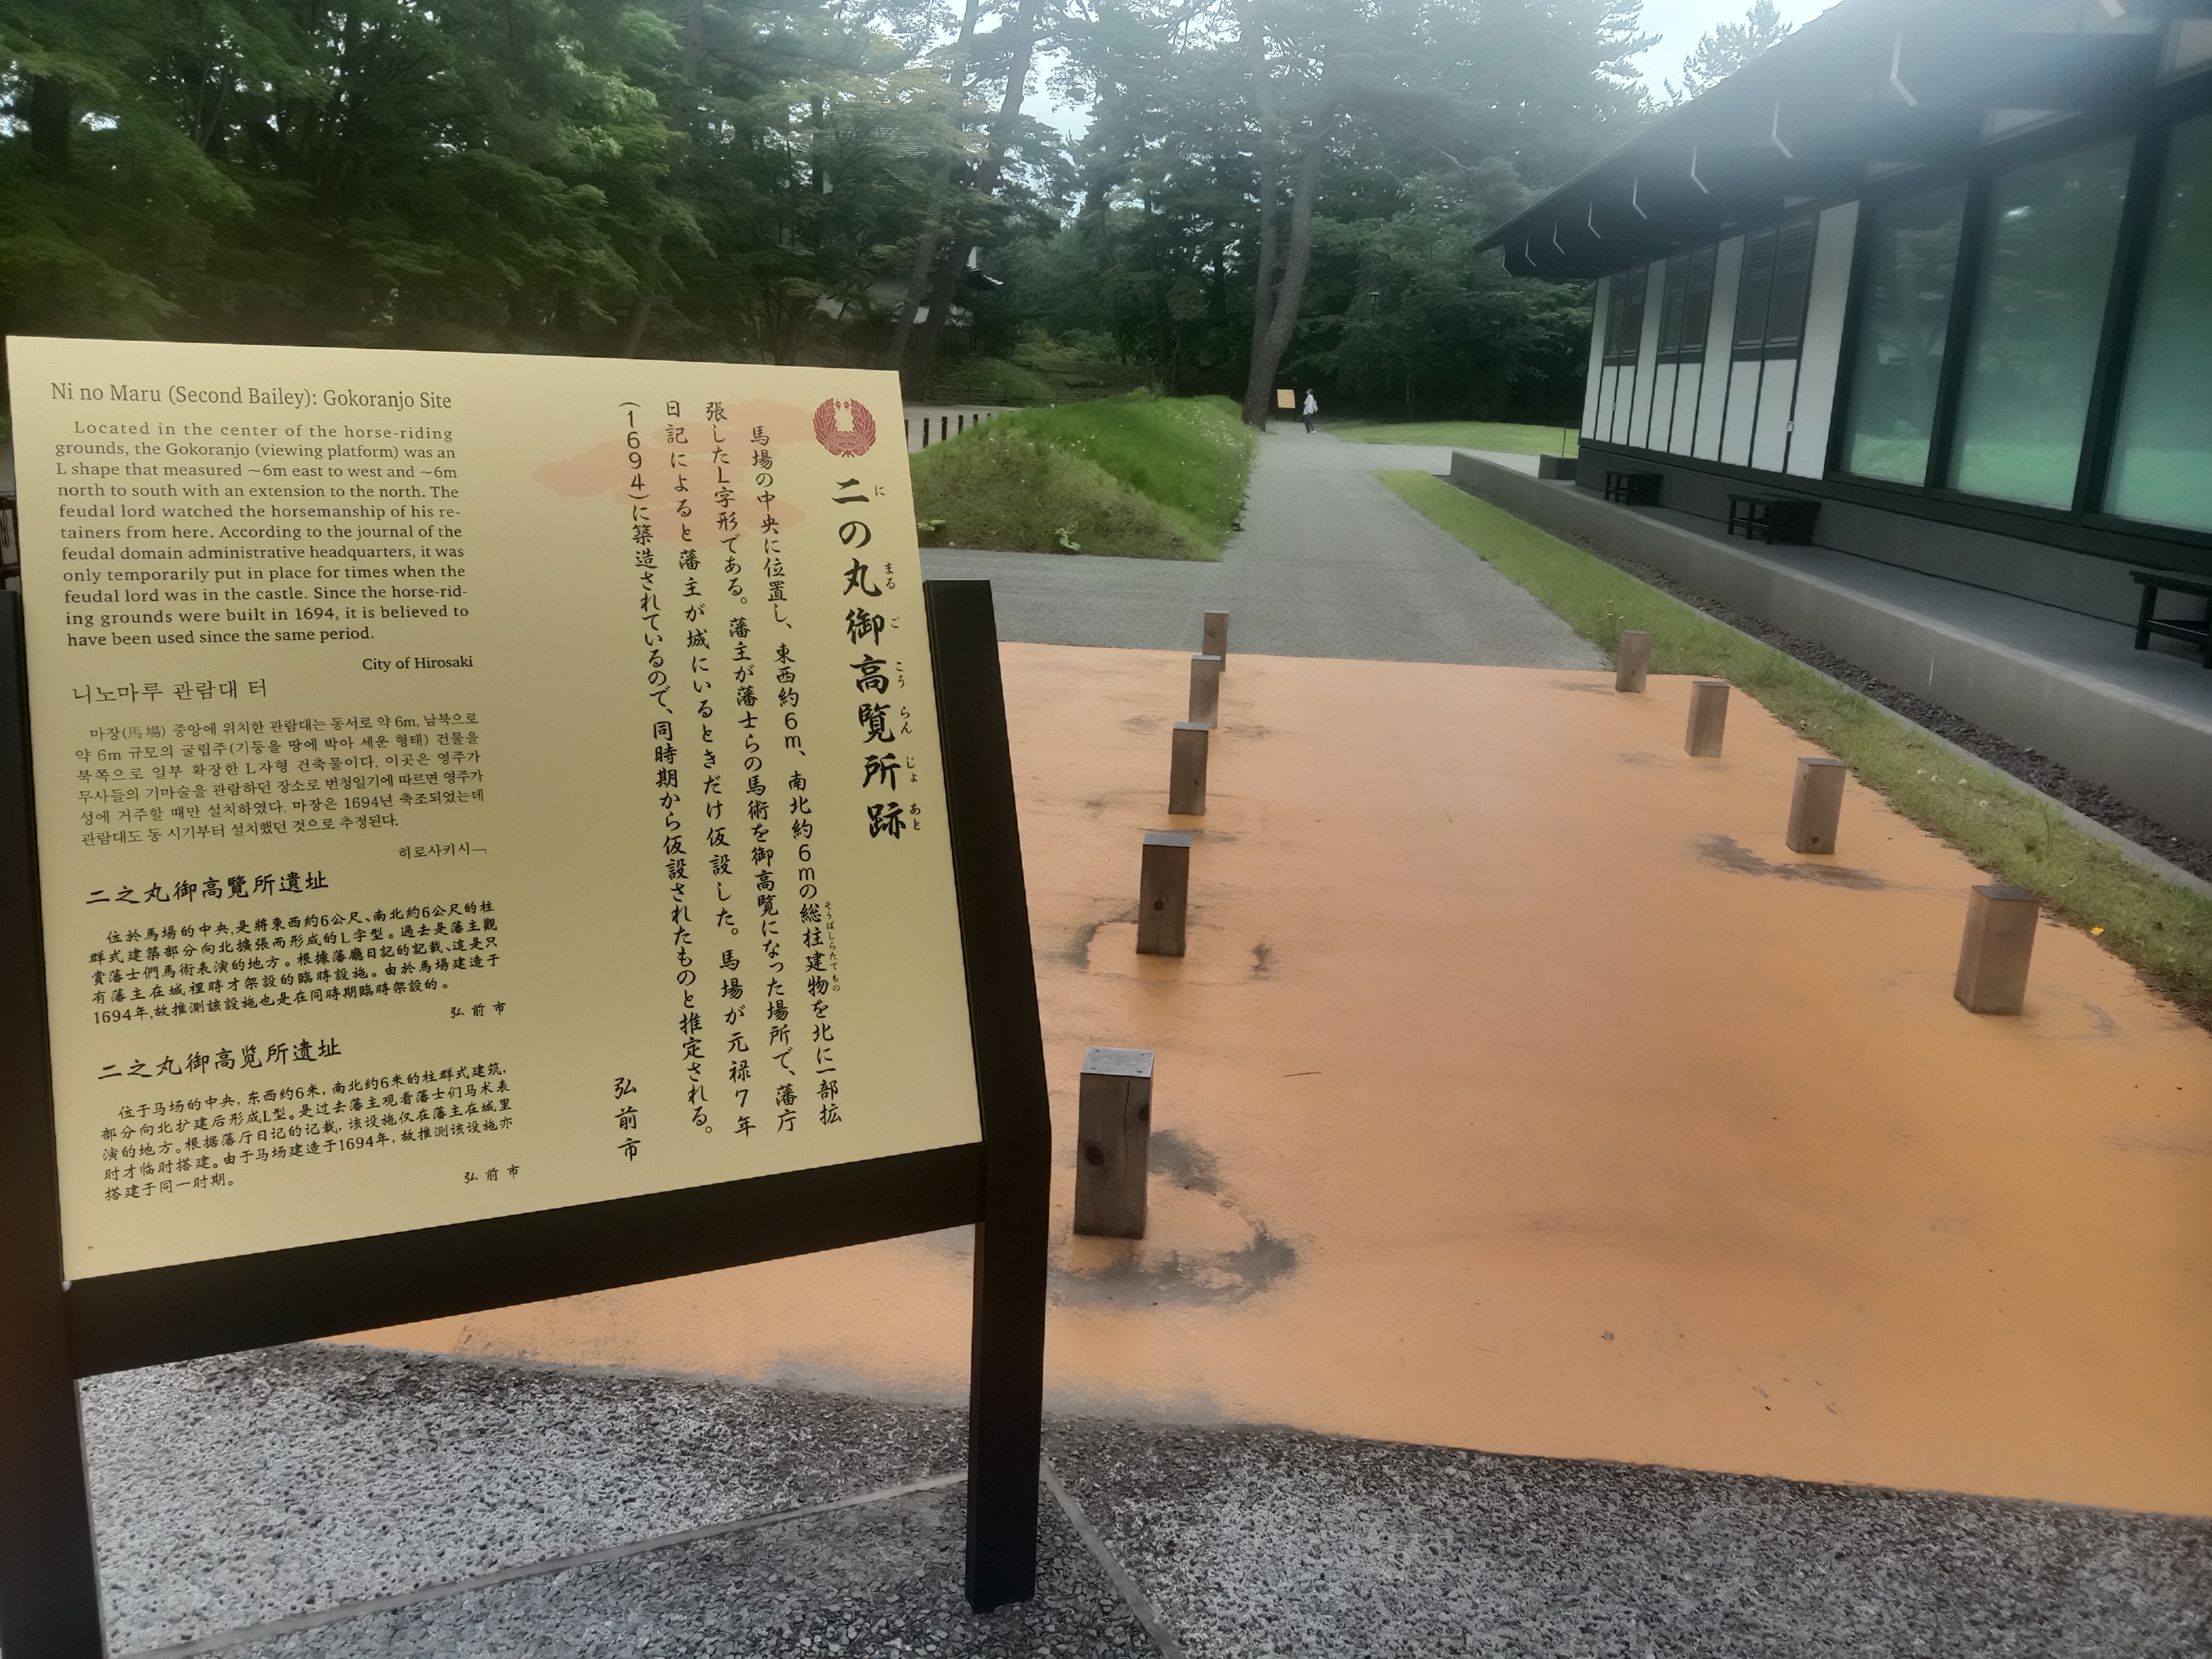 Ni no Maru (Second Bailey): Gokoranjo Site
Located in the center of the horse-riding
grounds, the Gokoranjo (viewing platform) was an
L shape that measured ~6m east to west and ~6m
north to south with an extension to the north. The
feudal lord watched the horsemanship of his re-
tainers from here. According to the journal of the
feudal domain administrative headquarters, it was
only temporarily put in place for times when the
feudal lord was in the castle. Since the horse-rid-
ing grounds were built in 1694, it is believed to
have been used since the same period.
City of Hirosaki
니노마루 관람대 터
마장(馬場) 중앙에 위치한 관람대는 동서로 약 6m, 남북으로
약 6m 규모의 굴립주(기둥을 땅에 박아 세운 형태) 건물을
북쪽으로 일부 확장한 L자형 건축물이다. 이곳은 영주가
무사들의 기마술을 관람하던 장소로 번청일기에 따르면 영주가
성에 거주할 때만 설치하였다. 마장은 1694년 축조되었는데
관람대도 동 시기부터 설치했던 것으로 추정된다.
히로사키시
二之丸御高覽所遺址
位於馬場的中央,是將東西約6公尺、南北約6公尺的柱
群式建築部分向北擴張而形成的L字型。過去是藩主觀
賞藩士們馬術表演的地方。根據藩廳日記的記載、這是只
有藩主在城裡時才架設的臨時設施。由於馬場建造于
1694年,故推測該設施也是在同時期臨時架設的。
弘前市
二之丸御高览所遗址
位于马场的中央, 东西约6米, 南北约6米的柱群式建筑,
部分向北扩建后形成L型。是过去藩主观看藩士们马术表
演的地方。根据藩厅日记的记载, 该设施仅在藩主在城里
时才临时搭建。由于马场建造于1694年, 故推测该设施亦
搭建于同一时期。
弘前市
二の丸御高覧所跡
に まる ご こう らん じょ あと
馬場の中央に位置し、東西約6m、南北約6mの総柱建物を北に一部拡
そうばしらたてもの
張したL字形である。藩主が藩士らの馬術を御高覧になった場所で、藩庁
日記によると藩主が城にいるときだけ仮設した。馬場が元禄7年
(1694)に築造されているので、同時期から仮設されたものと推定される。
弘前市